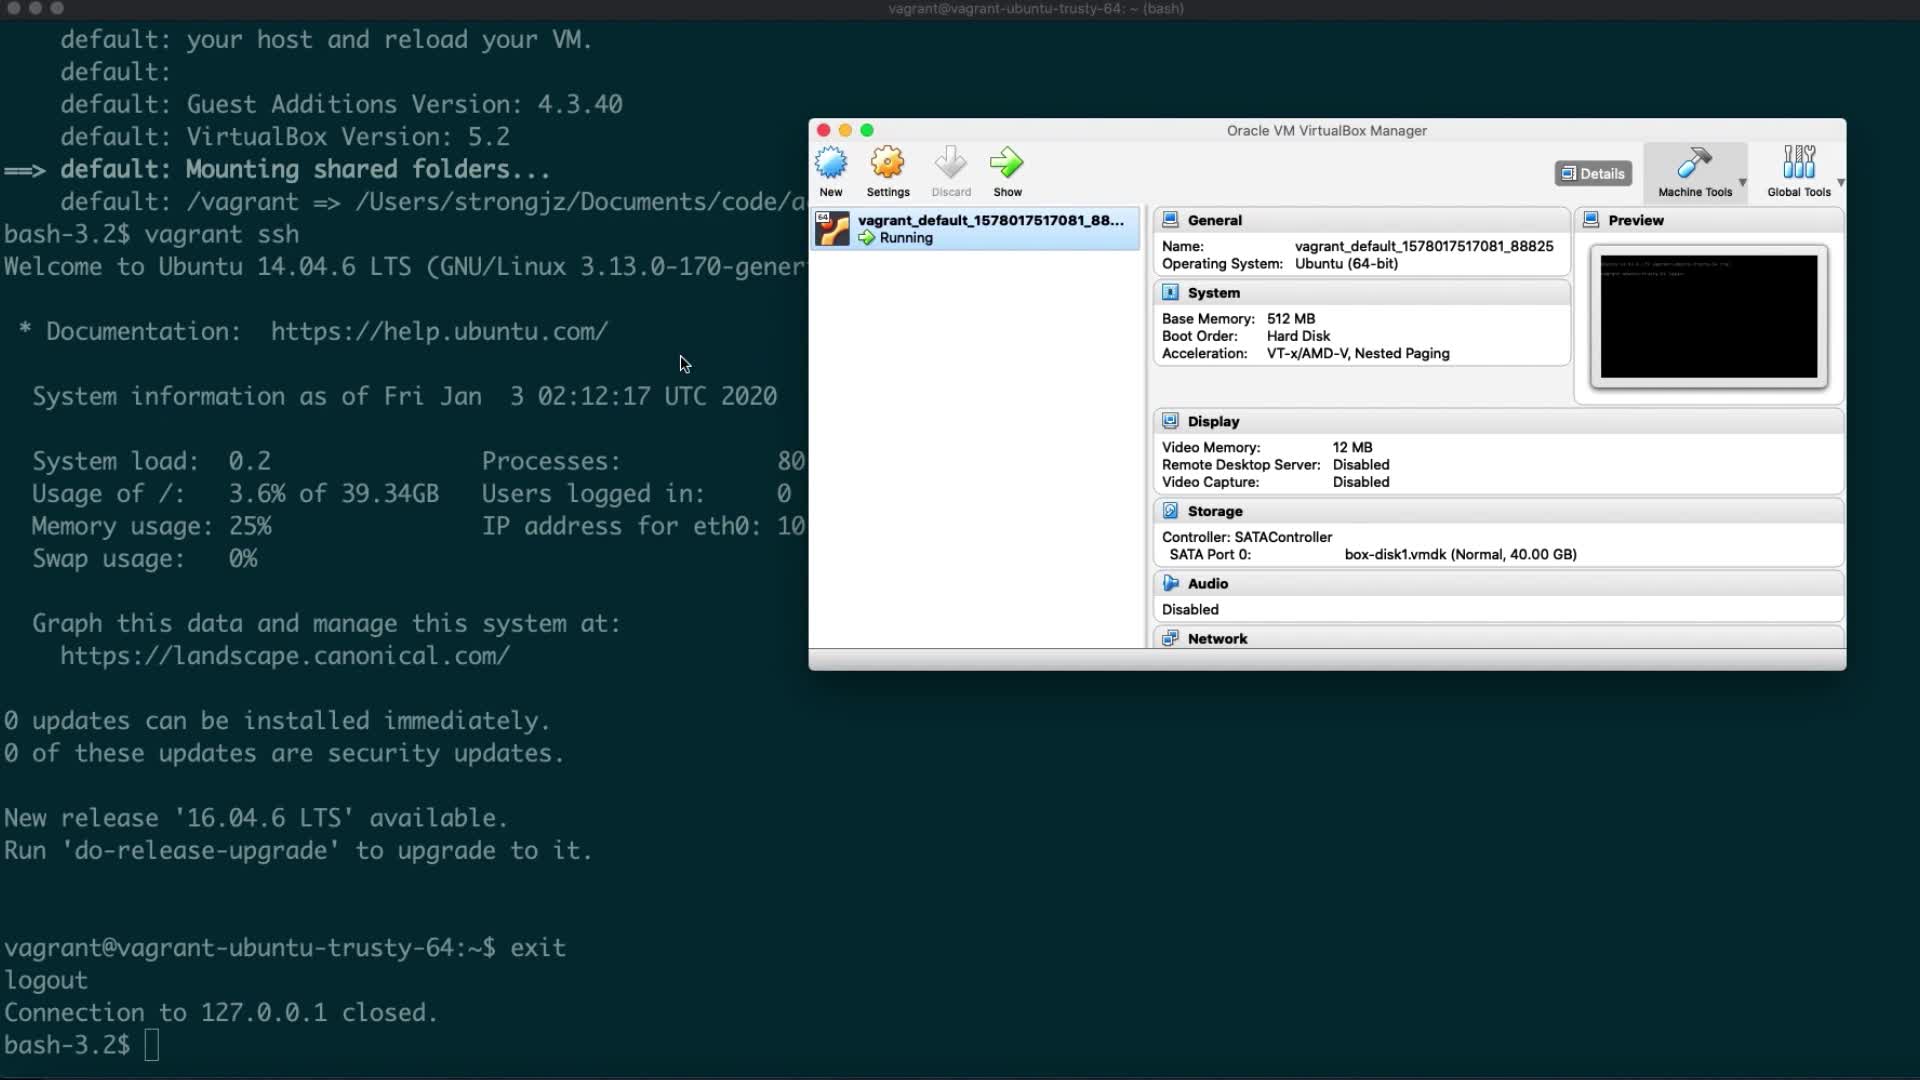 vagrant@vagrant-ubuntu-trusty-64: ~ (bash)
default: your host and reload your VM.
default:
default: Guest Additions Version: 4.3.40
default: VirtualBox Version: 5.2
==> default: Mounting shared folders...
default: /vagrant => /Users/strongjz/Documents/code/a
bash-3.2$ vagrant ssh
Welcome to Ubuntu 14.04.6 LTS (GNU/Linux 3.13.0-170-gener
* Documentation: https://help.ubuntu.com/
System information as of Fri Jan 3 02:12:17 UTC 2020
System load: 0.2 Processes: 80
Usage of /: 3.6% of 39.34GB Users logged in: 0
Memory usage: 25% IP address for eth0: 10
Swap usage: 0%
Graph this data and manage this system at:
https://landscape.canonical.com/
0 updates can be installed immediately.
0 of these updates are security updates.
New release '16.04.6 LTS' available.
Run 'do-release-upgrade' to upgrade to it.
vagrant@vagrant-ubuntu-trusty-64:~$ exit
logout
Connection to 127.0.0.1 closed.
bash-3.2$
Oracle VM VirtualBox Manager
New Settings Discard Show Details Machine Tools Global Tools
64
vagrant_default_1578017517081_88...
Running
General
Name: vagrant_default_1578017517081_88825
Operating System: Ubuntu (64-bit)
System
Base Memory: 512 MB
Boot Order: Hard Disk
Acceleration: VT-x/AMD-V, Nested Paging
Preview
Display
Video Memory: 12 MB
Remote Desktop Server: Disabled
Video Capture: Disabled
Storage
Controller: SATAController
SATA Port 0: box-disk1.vmdk (Normal, 40.00 GB)
Audio
Disabled
Network